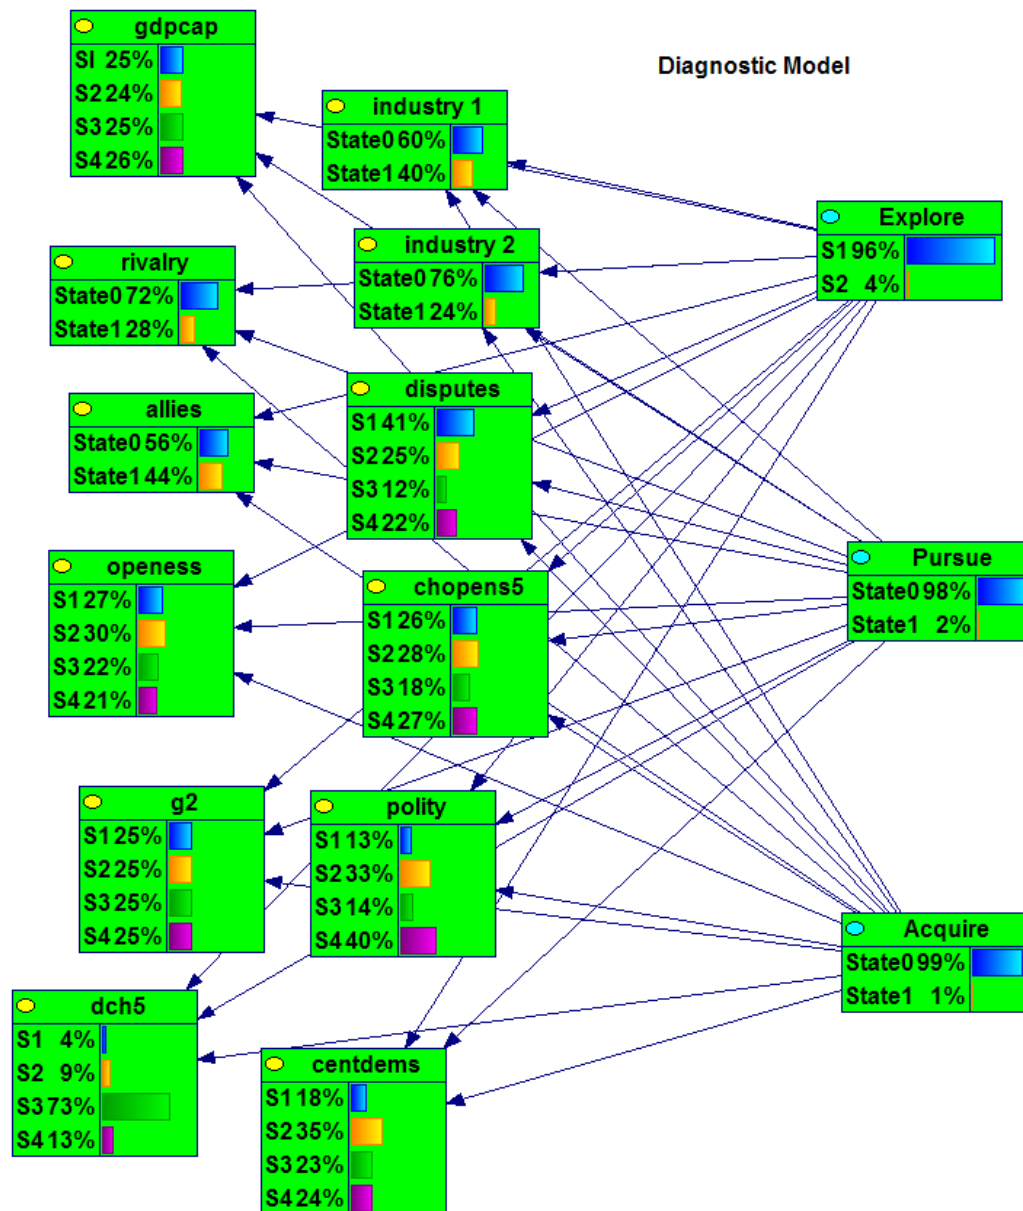 gdpcap
SI 25%
S2 24%
S3 25%
S4 26%
Diagnostic Model
industry 1
State0 60%
State1 40%
Explore
S1 96%
S2 4%
industry 2
State0 76%
State1 24%
rivalry
State0 72%
State1 28%
disputes
S1 41%
S2 25%
S3 12%
S4 22%
allies
State0 56%
State1 44%
Pursue
State0 98%
State1 2%
openess
S1 27%
S2 30%
S3 22%
S4 21%
chopens5
S1 26%
S2 28%
S3 18%
S4 27%
g2
S1 25%
S2 25%
S3 25%
S4 25%
polity
S1 13%
S2 33%
S3 14%
S4 40%
Acquire
State0 99%
State1 1%
dch5
S1 4%
S2 9%
S3 73%
S4 13%
centdems
S1 18%
S2 35%
S3 23%
S4 24%